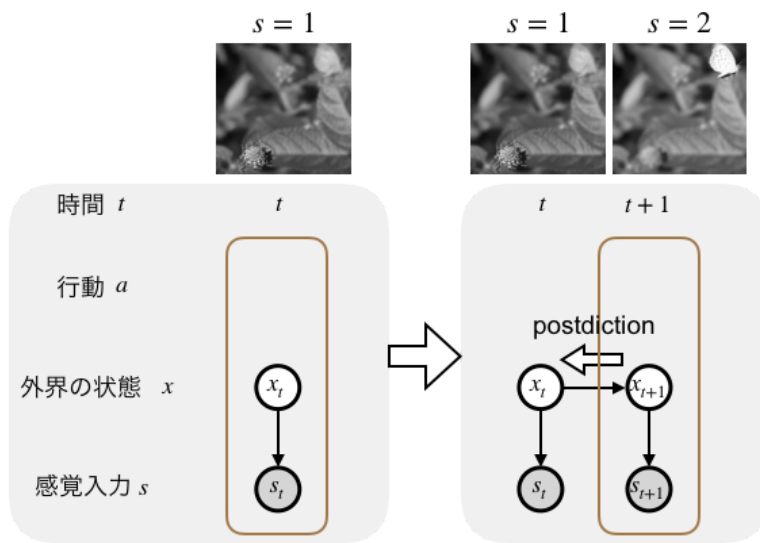 s = 1
s = 1
s = 2
時間 t
t
t
t + 1
行動 a
postdiction
外界の状態 x
x_t
x_t
x_{t+1}
感覚入力 s
s_t
s_t
s_{t+1}